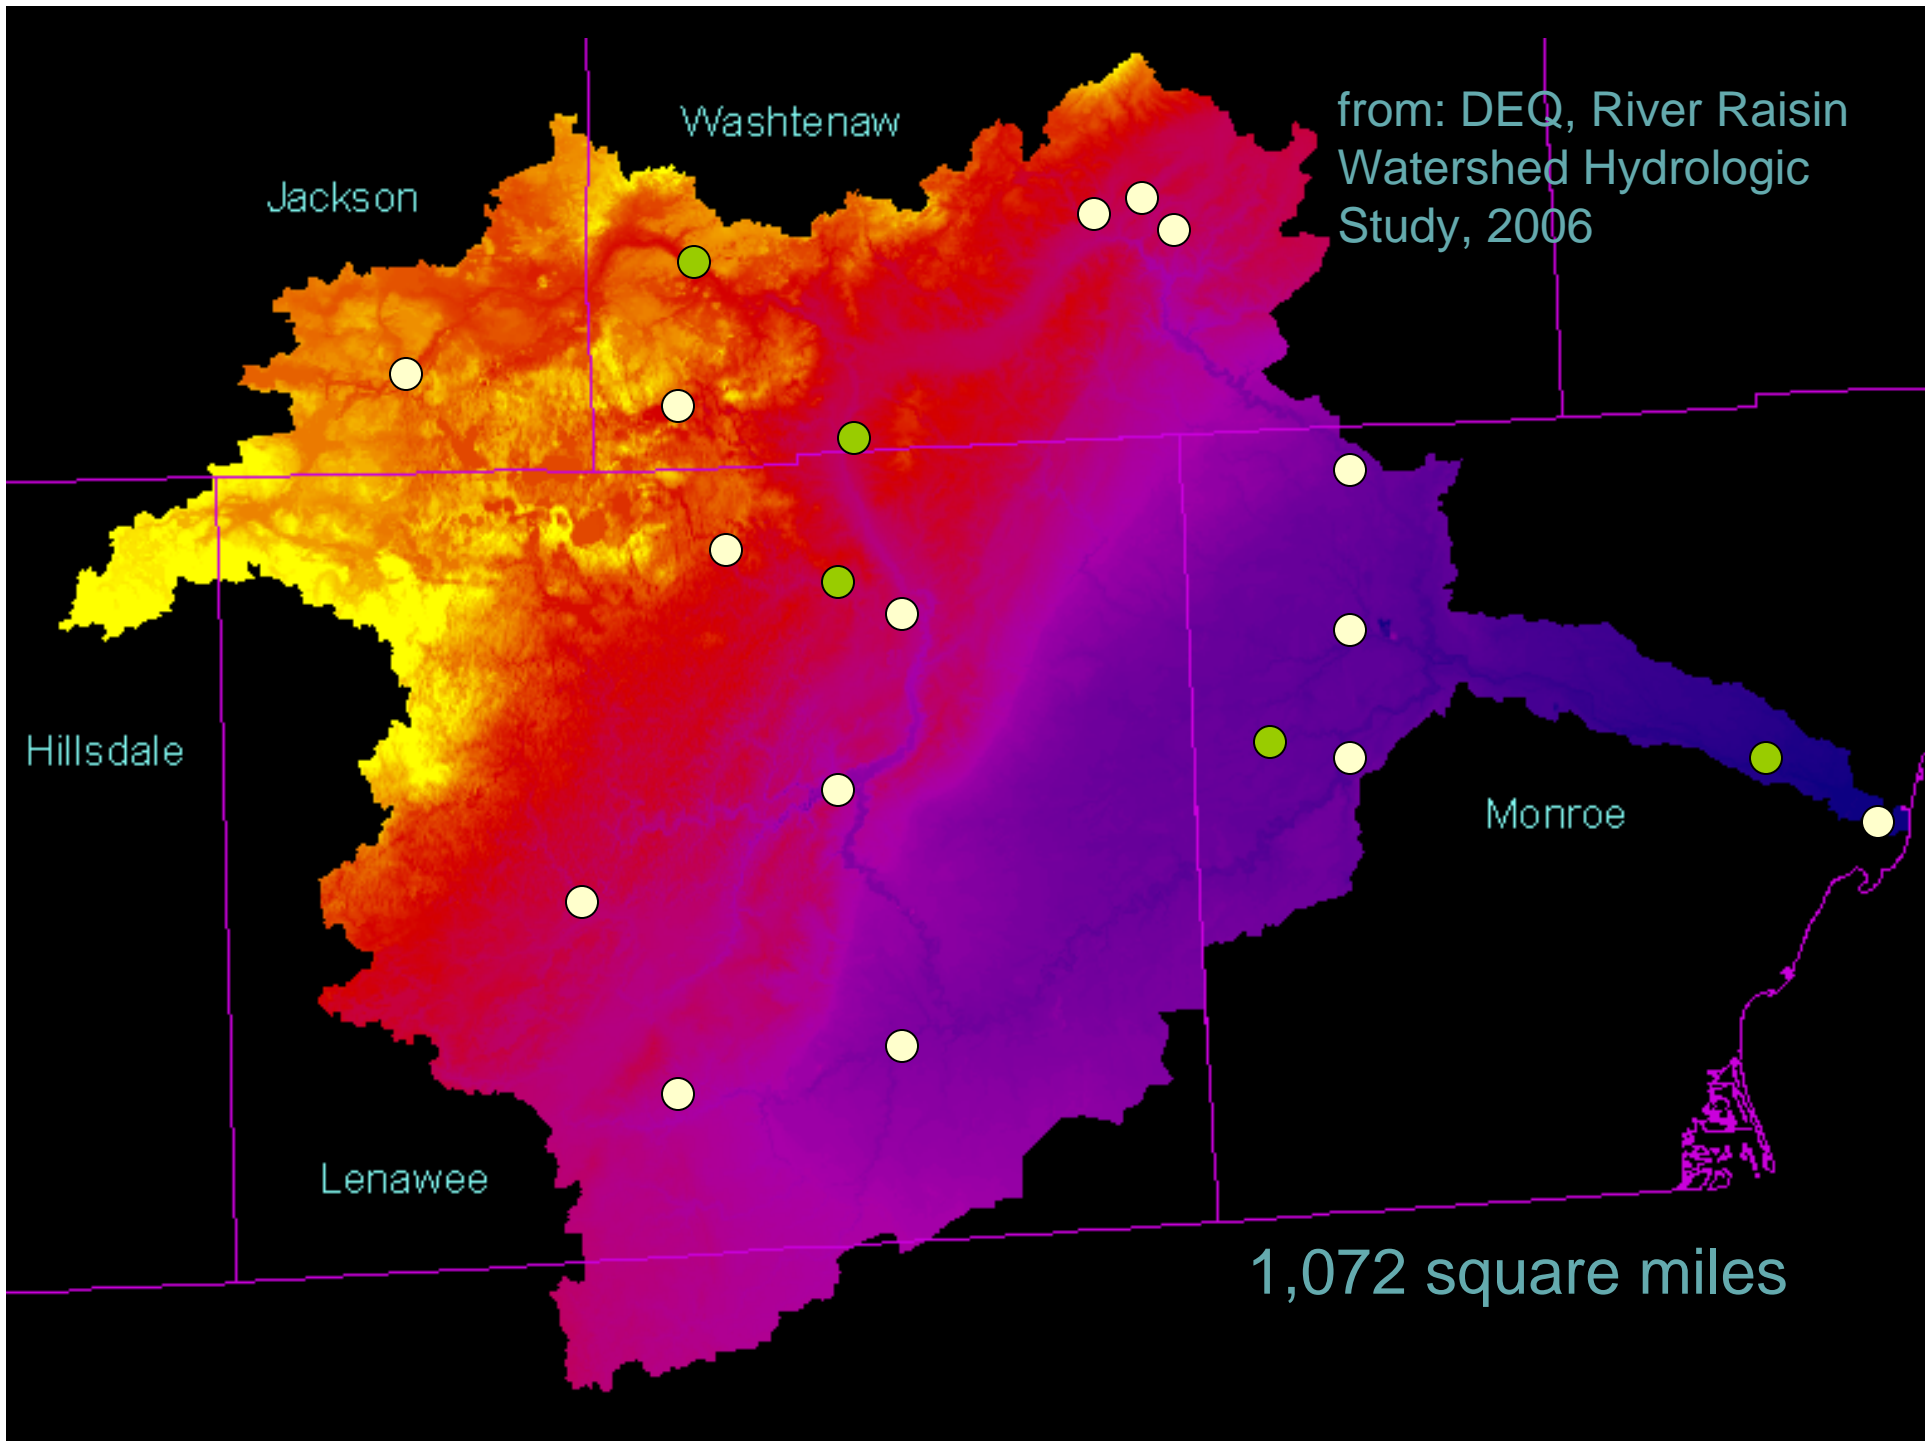 Washtenaw
from: DEQ, River Raisin
Watershed Hydrologic
Study, 2006
Jackson
Hillsdale
Monroe
Lenawee
1,072 square miles